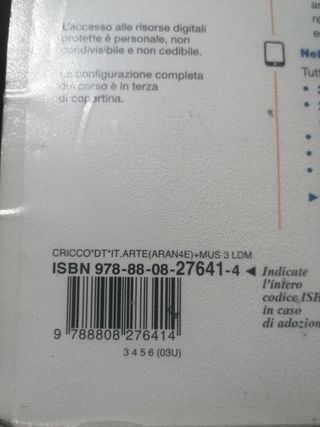 L'accesso alle risorse digitali
protette è personale, non
condivisibile e non cedibile.
La configurazione completa
del corso è in terza
di copertina.
Tutt
CRICCO*DT*IT.ARTE(ARAN4E)+MUS 3 LDM
ISBN 978-88-08-27641-4 ◄ Indicate
l'intero
codice ISB
in caso
di adozion
9 788808 276414
3 4 5 6 (03U)